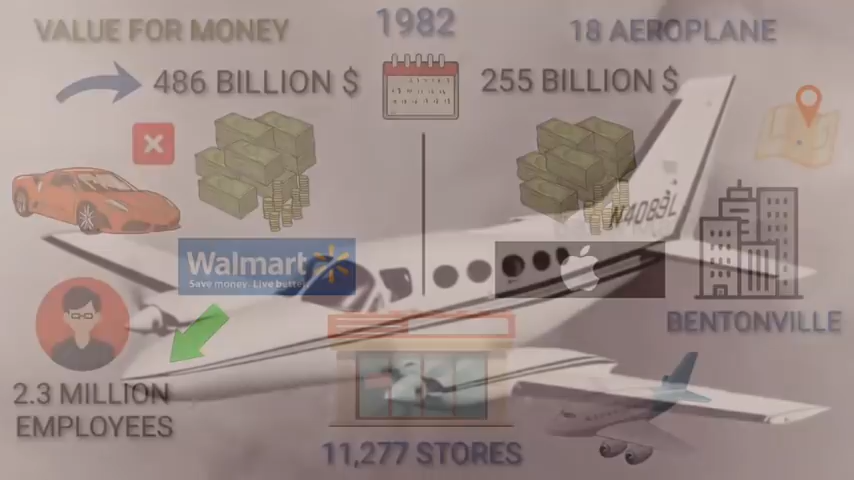 VALUE FOR MONEY
1982
18 AEROPLANE
486 BILLION $
255 BILLION $
N4089L
Walmart
Save money. Live better.
BENTONVILLE
2.3 MILLION
EMPLOYEES
11,277 STORES